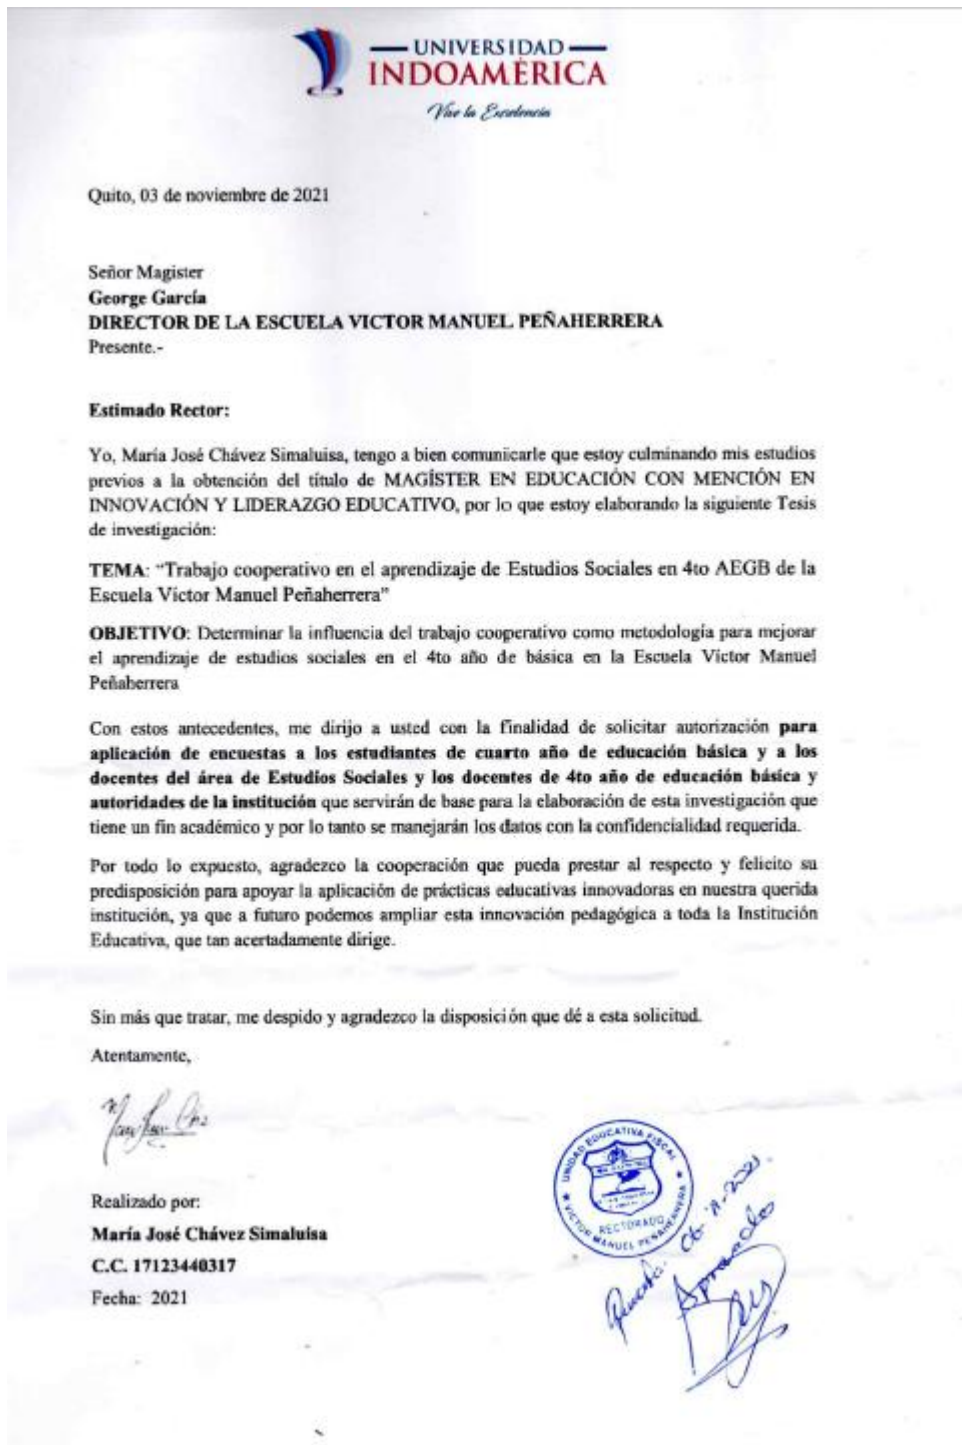 UNIVERSIDAD
INDOAMÉRICA
Vive la Excelencia
Quito, 03 de noviembre de 2021
Señor Magister
George García
DIRECTOR DE LA ESCUELA VICTOR MANUEL PEÑAHERRERA
Presente.-
Estimado Rector:
Yo, María José Chávez Simaluisa, tengo a bien comunicarle que estoy culminando mis estudios
previos a la obtención del título de MAGÍSTER EN EDUCACIÓN CON MENCIÓN EN
INNOVACIÓN Y LIDERAZGO EDUCATIVO, por lo que estoy elaborando la siguiente Tesis
de investigación:
TEMA: “Trabajo cooperativo en el aprendizaje de Estudios Sociales en 4to AEGB de la
Escuela Victor Manuel Peñaherrera”
OBJETIVO: Determinar la influencia del trabajo cooperativo como metodología para mejorar
el aprendizaje de estudios sociales en el 4to año de básica en la Escuela Victor Manuel
Peñaherrera
Con estos antecedentes, me dirijo a usted con la finalidad de solicitar autorización para
aplicación de encuestas a los estudiantes de cuarto año de educación básica y a los
docentes del área de Estudios Sociales y los docentes de 4to año de educación básica y
autoridades de la institución que servirán de base para la elaboración de esta investigación que
tiene un fin académico y por lo tanto se manejarán los datos con la confidencialidad requerida.
Por todo lo expuesto, agradezco la cooperación que pueda prestar al respecto y felicito su
predisposición para apoyar la aplicación de prácticas educativas innovadoras en nuestra querida
institución, ya que a futuro podemos ampliar esta innovación pedagógica a toda la Institución
Educativa, que tan acertadamente dirige.
Sin más que tratar, me despido y agradezco la disposición que dé a esta solicitud.
Atentamente,
Realizado por:
María José Chávez Simaluisa
C.C. 17123440317
Fecha: 2021
UNIDAD EDUCATIVA FISCAL
VICTOR MANUEL PEÑAHERRERA
RECTORADO
Aprobado